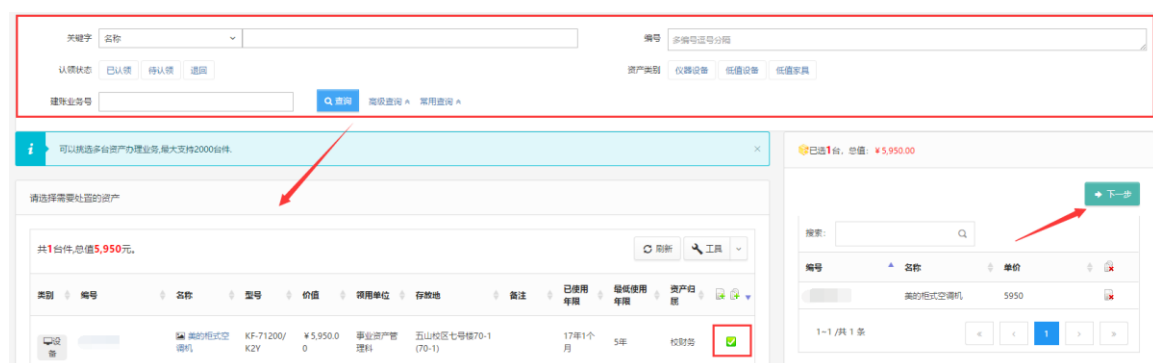 关键字 名称 编号 多编号逗号分隔
认领状态 已认领 待认领 退回 资产类别 仪器设备 低值设备 低值家具
建账业务号 查询 高级查询 常用查询
可以挑选多台资产办理业务,最大支持2000台件. ×
已选1台, 总值: ￥5,950.00
请选择需要处置的资产
下一步
共1台件,总值5,950元。 刷新 工具
搜索:
编号 名称 单价
类别 编号 名称 型号 价值 领用单位 存放地 备注 已使用年限 最低使用年限 资产归属
美的柜式空调机 5950
设备 美的柜式空调机 KF-71200/K2Y ￥5,950.00 事业资产管理科 五山校区七号楼70-1(70-1) 17年1个月 5年 校财务
1~1 /共 1 条 « ‹ 1 › »